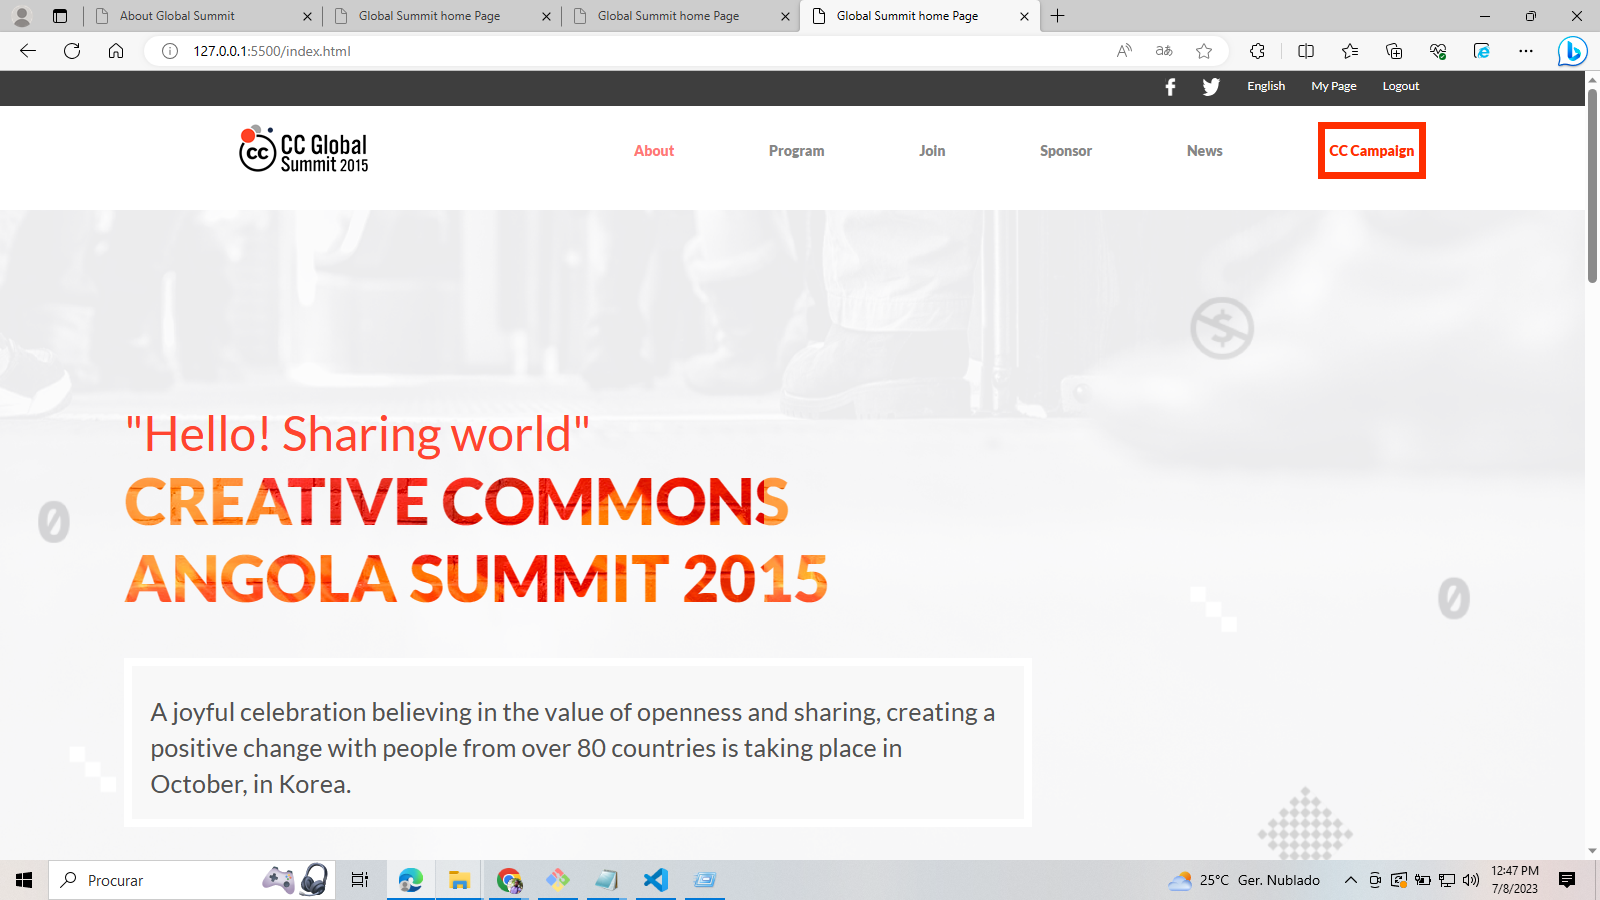 About Global Summit
Global Summit home Page
Global Summit home Page
Global Summit home Page
127.0.0.1:5500/index.html
English My Page Logout
CC Global
Summit 2015
cc
About Program Join Sponsor News CC Campaign
"Hello! Sharing world"
CREATIVE COMMONS
ANGOLA SUMMIT 2015
A joyful celebration believing in the value of openness and sharing, creating a
positive change with people from over 80 countries is taking place in
October, in Korea.
Procurar
25°C Ger. Nublado
12:47 PM
7/8/2023